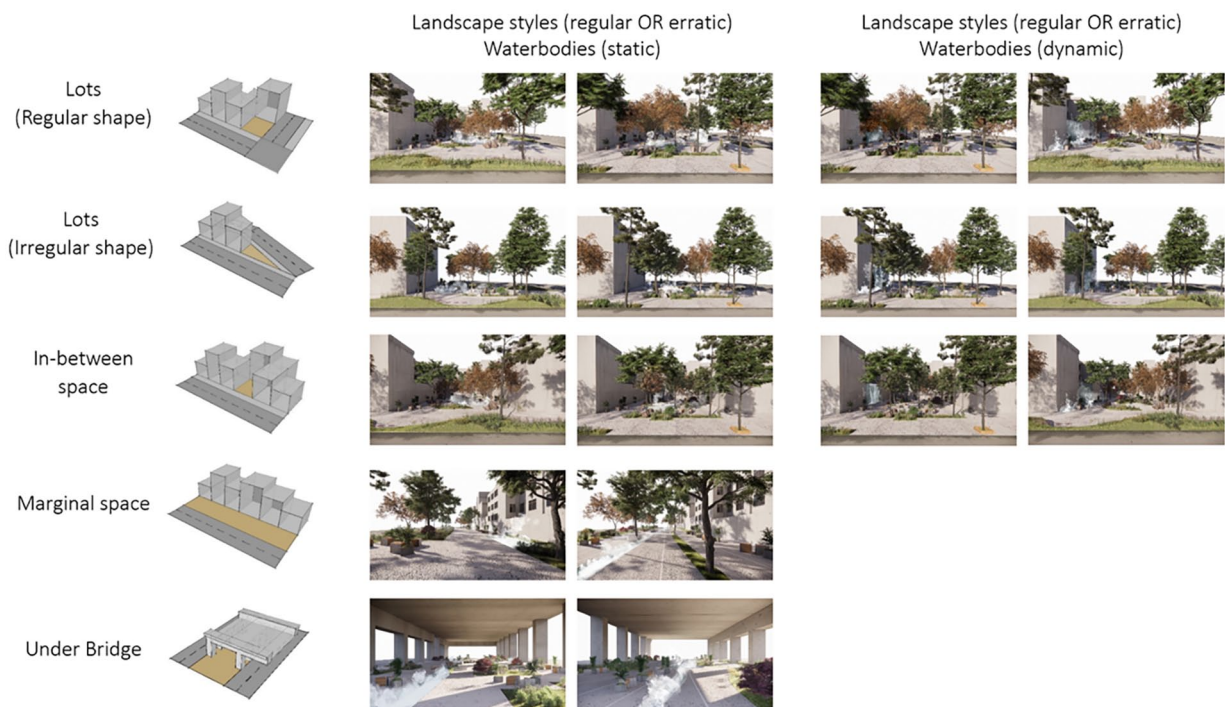 Landscape styles (regular OR erratic)
Waterbodies (static)
Landscape styles (regular OR erratic)
Waterbodies (dynamic)
Lots
(Regular shape)
Lots
(Irregular shape)
In-between
space
Marginal space
Under Bridge